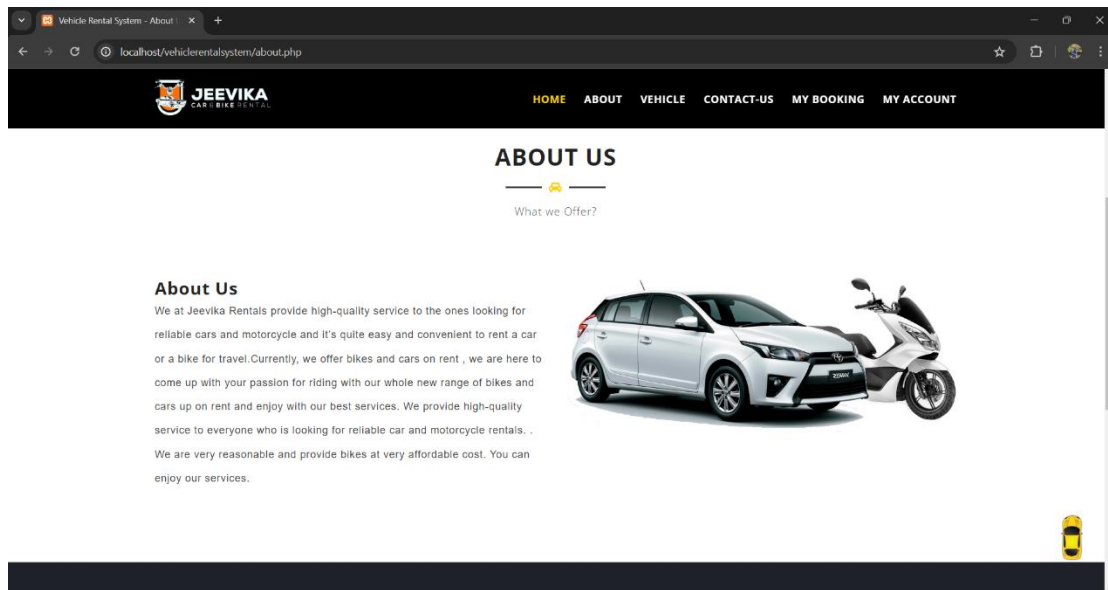 Vehicle Rental System - About
localhost/vehiclerentalsystem/about.php
JEEVIKA
CAR & BIKE RENTAL
HOME ABOUT VEHICLE CONTACT-US MY BOOKING MY ACCOUNT
ABOUT US
What we Offer?
About Us
We at Jeevika Rentals provide high-quality service to the ones looking for
reliable cars and motorcycle and it's quite easy and convenient to rent a car
or a bike for travel.Currently, we offer bikes and cars on rent , we are here to
come up with your passion for riding with our whole new range of bikes and
cars up on rent and enjoy with our best services. We provide high-quality
service to everyone who is looking for reliable car and motorcycle rentals. .
We are very reasonable and provide bikes at very affordable cost. You can
enjoy our services.